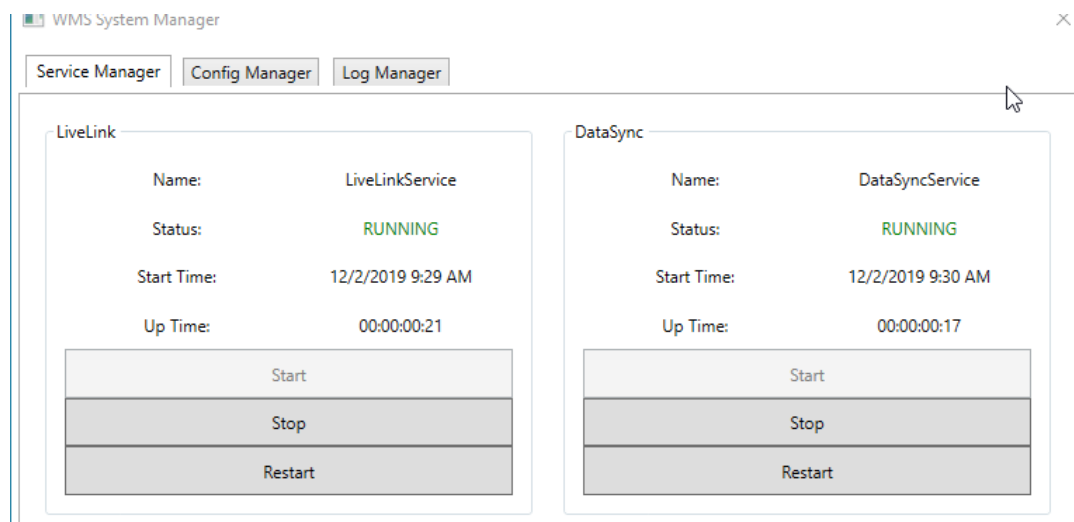 WMS System Manager
Service Manager Config Manager Log Manager
LiveLink
Name: LiveLinkService
Status: RUNNING
Start Time: 12/2/2019 9:29 AM
Up Time: 00:00:00:21
Start
Stop
Restart
DataSync
Name: DataSyncService
Status: RUNNING
Start Time: 12/2/2019 9:30 AM
Up Time: 00:00:00:17
Start
Stop
Restart